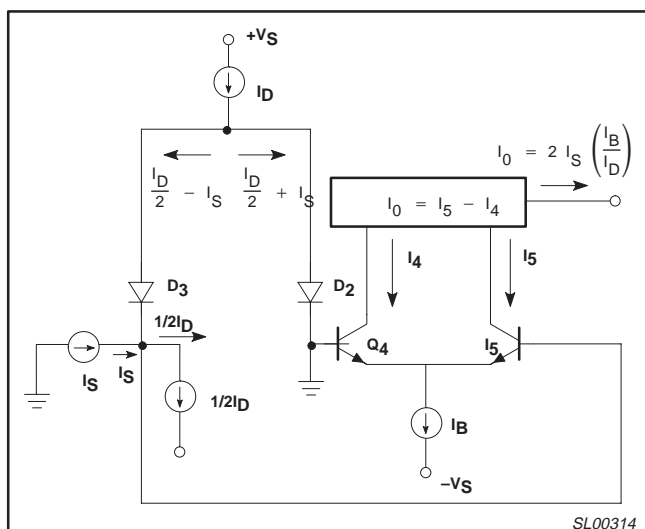 +VS
ID
ID/2 − IS
ID/2 + IS
I0 = 2 IS (IB/ID)
I0 = I5 − I4
I4
I5
D3
D2
1/2ID
Q4
I5
IS
IS
1/2ID
IB
−VS
SL00314